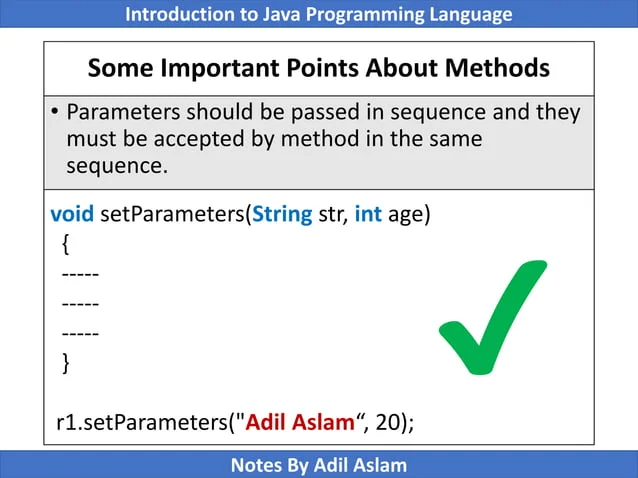 Introduction to Java Programming Language
Some Important Points About Methods
• Parameters should be passed in sequence and they
must be accepted by method in the same
sequence.
void setParameters(String str, int age)
{
-----
-----
-----
}
r1.setParameters("Adil Aslam“, 20);
Notes By Adil Aslam